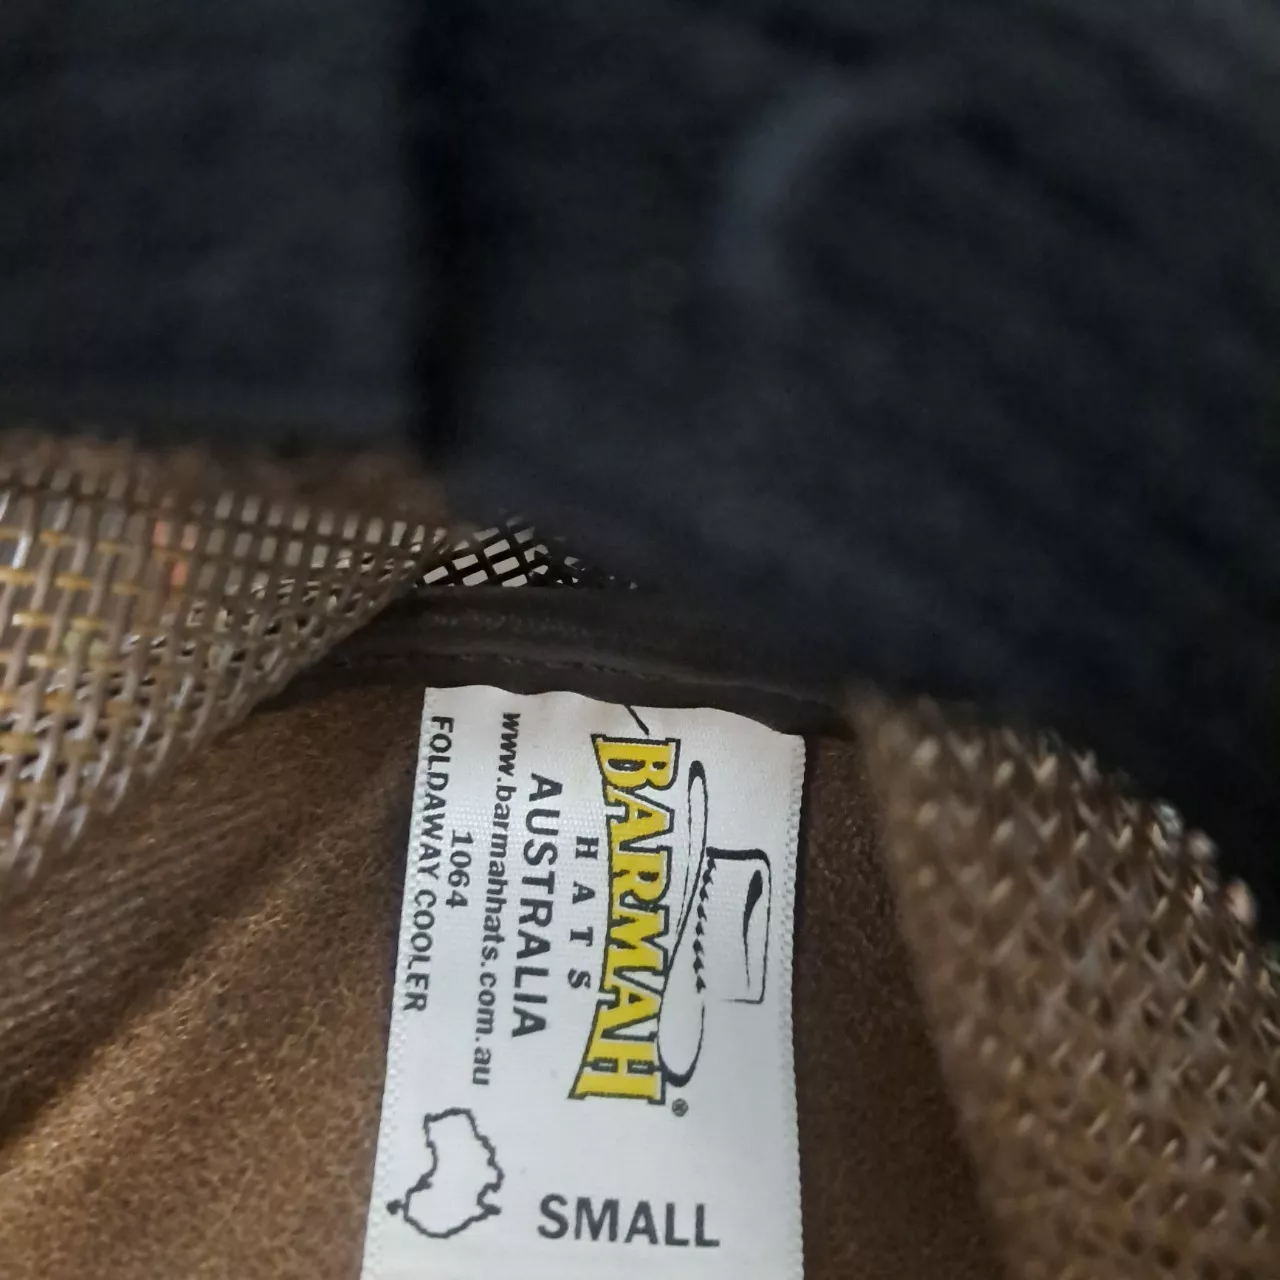 BARMAH®
HATS
AUSTRALIA
www.barmahhats.com.au
1064
FOLDAWAY COOLER
SMALL